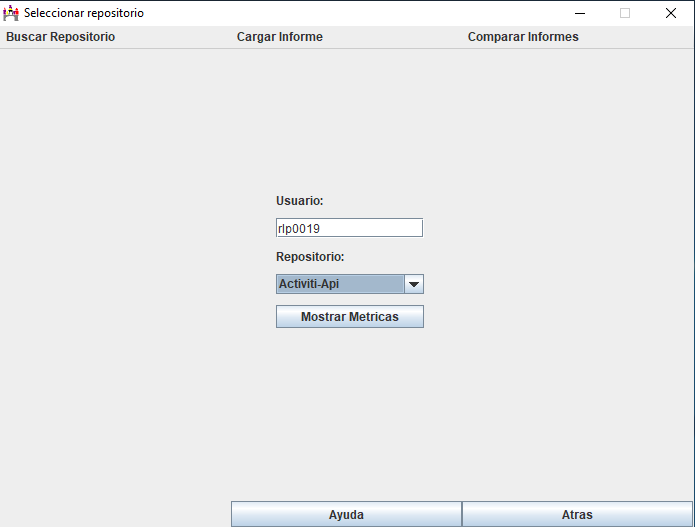 Seleccionar repositorio
Buscar Repositorio Cargar Informe Comparar Informes
Usuario:
rlp0019
Repositorio:
Activiti-Api
Mostrar Metricas
Ayuda Atras